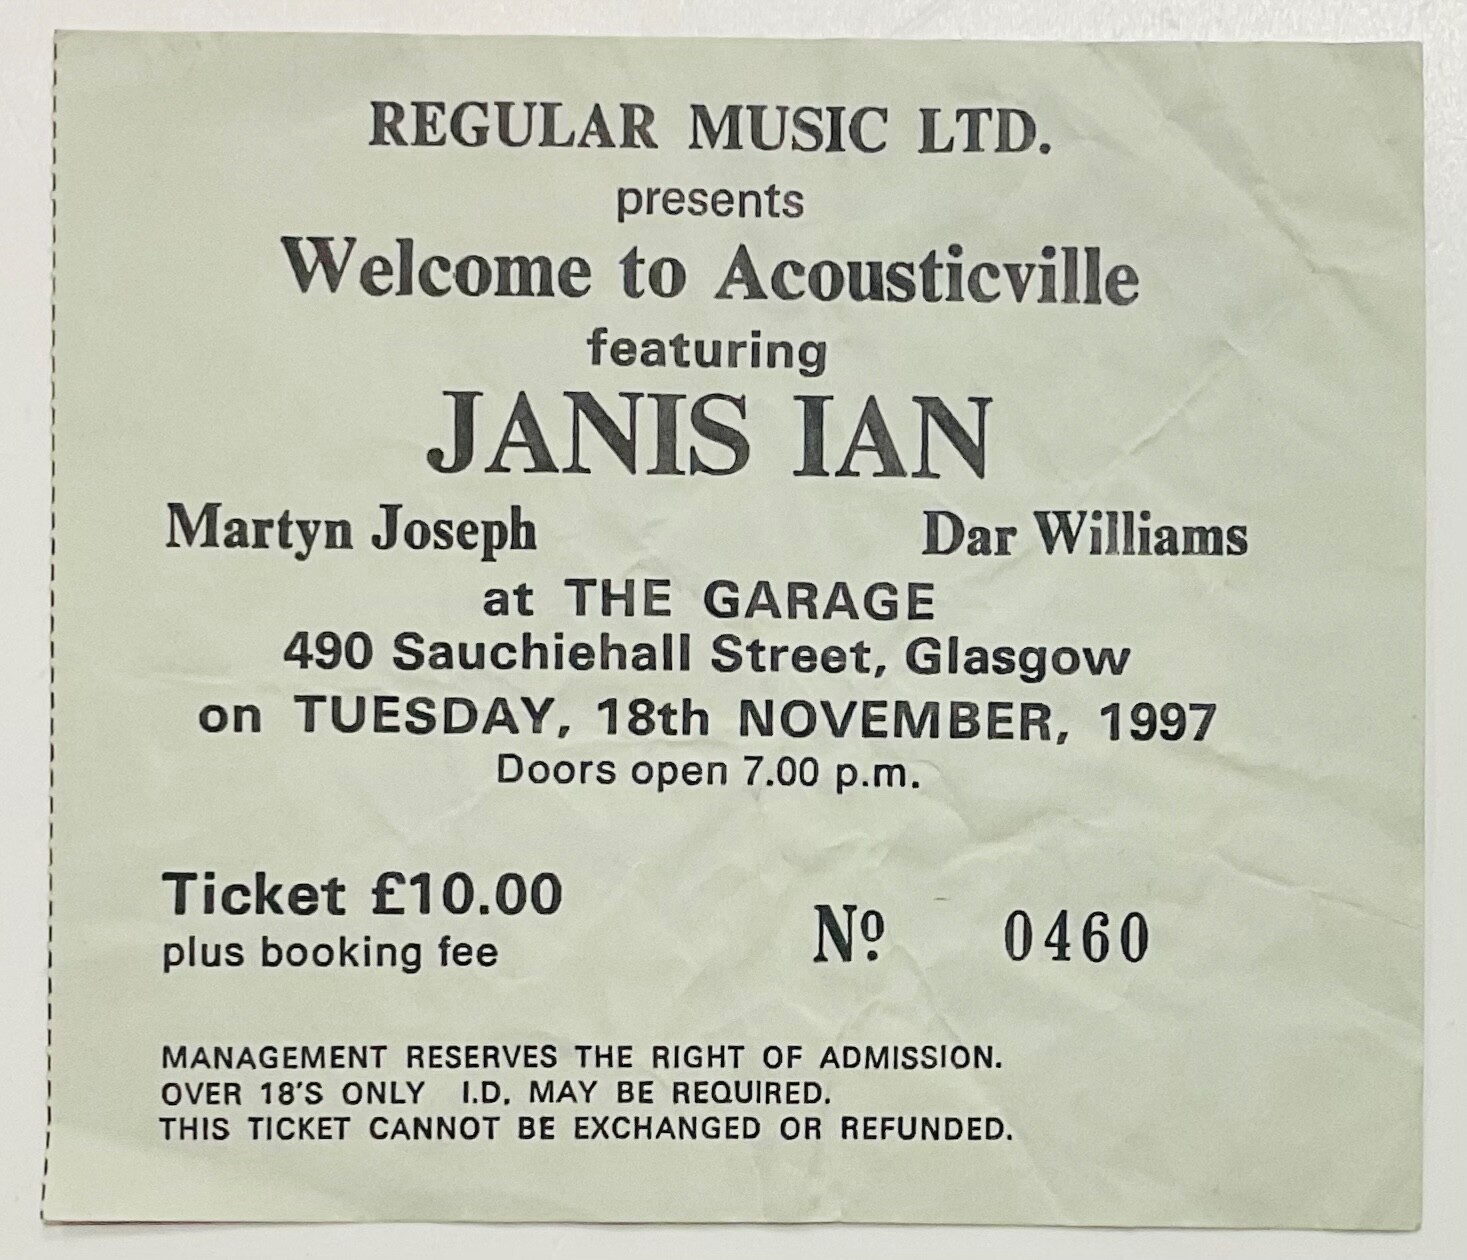 REGULAR MUSIC LTD.
presents
Welcome to Acousticville
featuring
JANIS IAN
Martyn Joseph Dar Williams
at THE GARAGE
490 Sauchiehall Street, Glasgow
on TUESDAY, 18th NOVEMBER, 1997
Doors open 7.00 p.m.
Ticket £10.00
plus booking fee
Nº 0460
MANAGEMENT RESERVES THE RIGHT OF ADMISSION.
OVER 18'S ONLY I.D. MAY BE REQUIRED.
THIS TICKET CANNOT BE EXCHANGED OR REFUNDED.